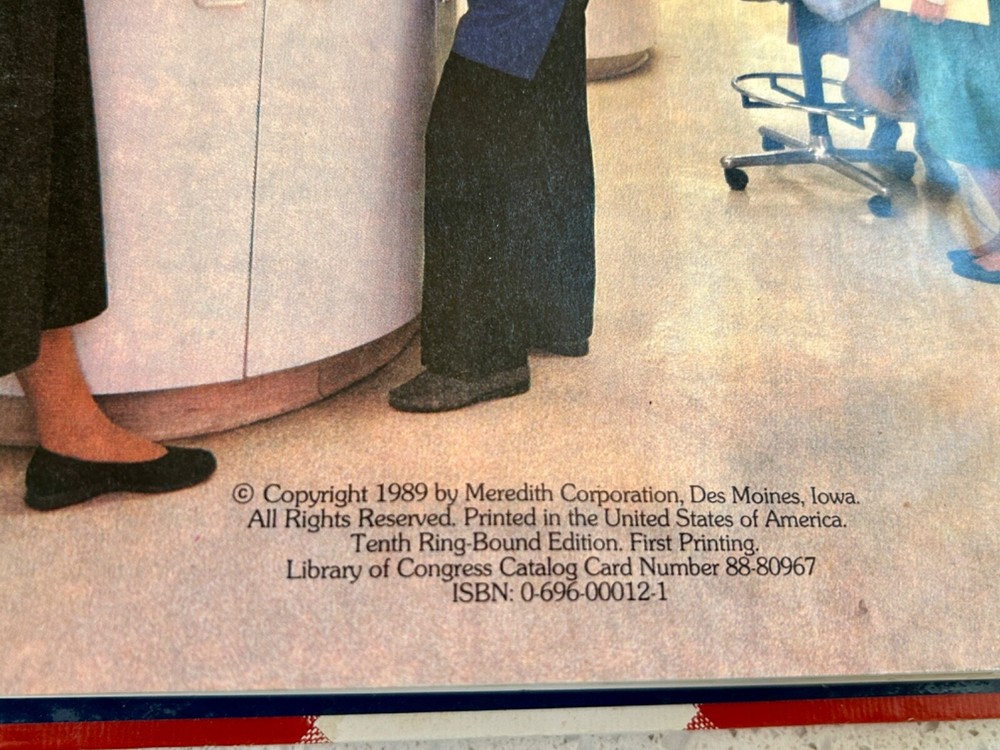 © Copyright 1989 by Meredith Corporation, Des Moines, Iowa.
All Rights Reserved. Printed in the United States of America.
Tenth Ring-Bound Edition. First Printing.
Library of Congress Catalog Card Number 88-80967
ISBN: 0-696-00012-1